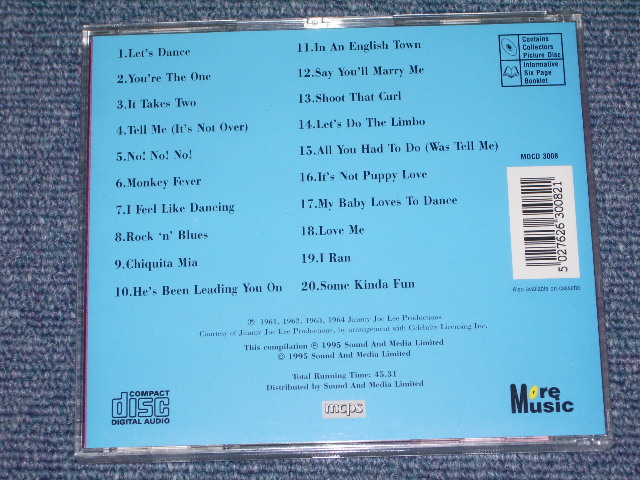 1.Let's Dance
2.You're The One
3.It Takes Two
4.Tell Me (It's Not Over)
5.No! No! No!
6.Monkey Fever
7.I Feel Like Dancing
8.Rock 'n' Blues
9.Chiquita Mia
10.He's Been Leading You On
11.In An English Town
12.Say You'll Marry Me
13.Shoot That Curl
14.Let's Do The Limbo
15.All You Had To Do (Was Tell Me)
16.It's Not Puppy Love
17.My Baby Loves To Dance
18.Love Me
19.I Ran
20.Some Kinda Fun
Contains
Collectors
Picture Disc
Informative
Six Page
Booklet
MOCD 3008
5 027626 300821
Also available on cassette
℗ 1961, 1962, 1963, 1964 Jimmy Joe Lee Productions
Courtesy of Jimmy Joe Lee Productions, by arrangement with Celebrity Licensing Inc.
This compilation ℗ 1995 Sound And Media Limited
© 1995 Sound And Media Limited
Total Running Time: 45.31
Distributed by Sound And Media Limited
COMPACT
disc
DIGITAL AUDIO
mcps
More
Music